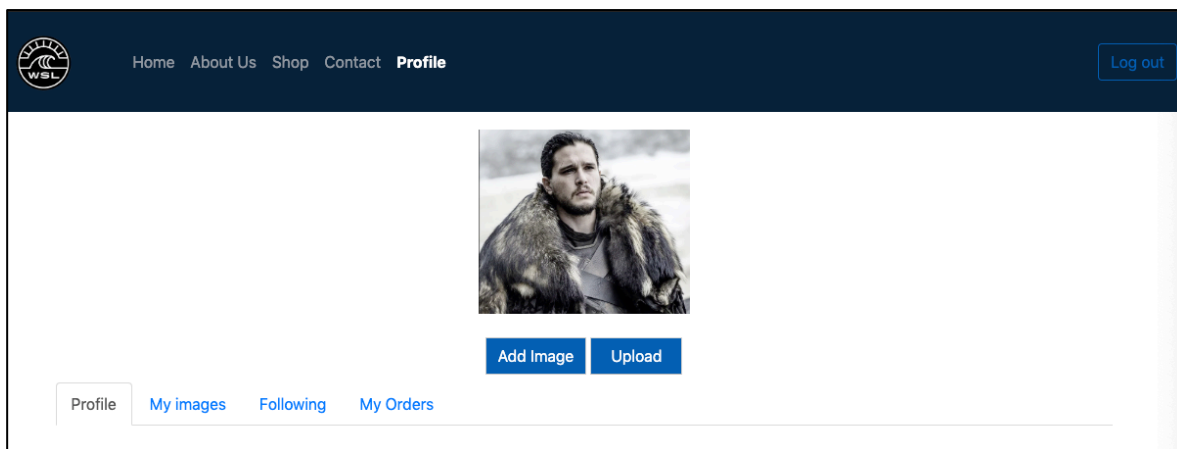 WSL
Home About Us Shop Contact Profile
Log out
Add Image Upload
Profile My images Following My Orders